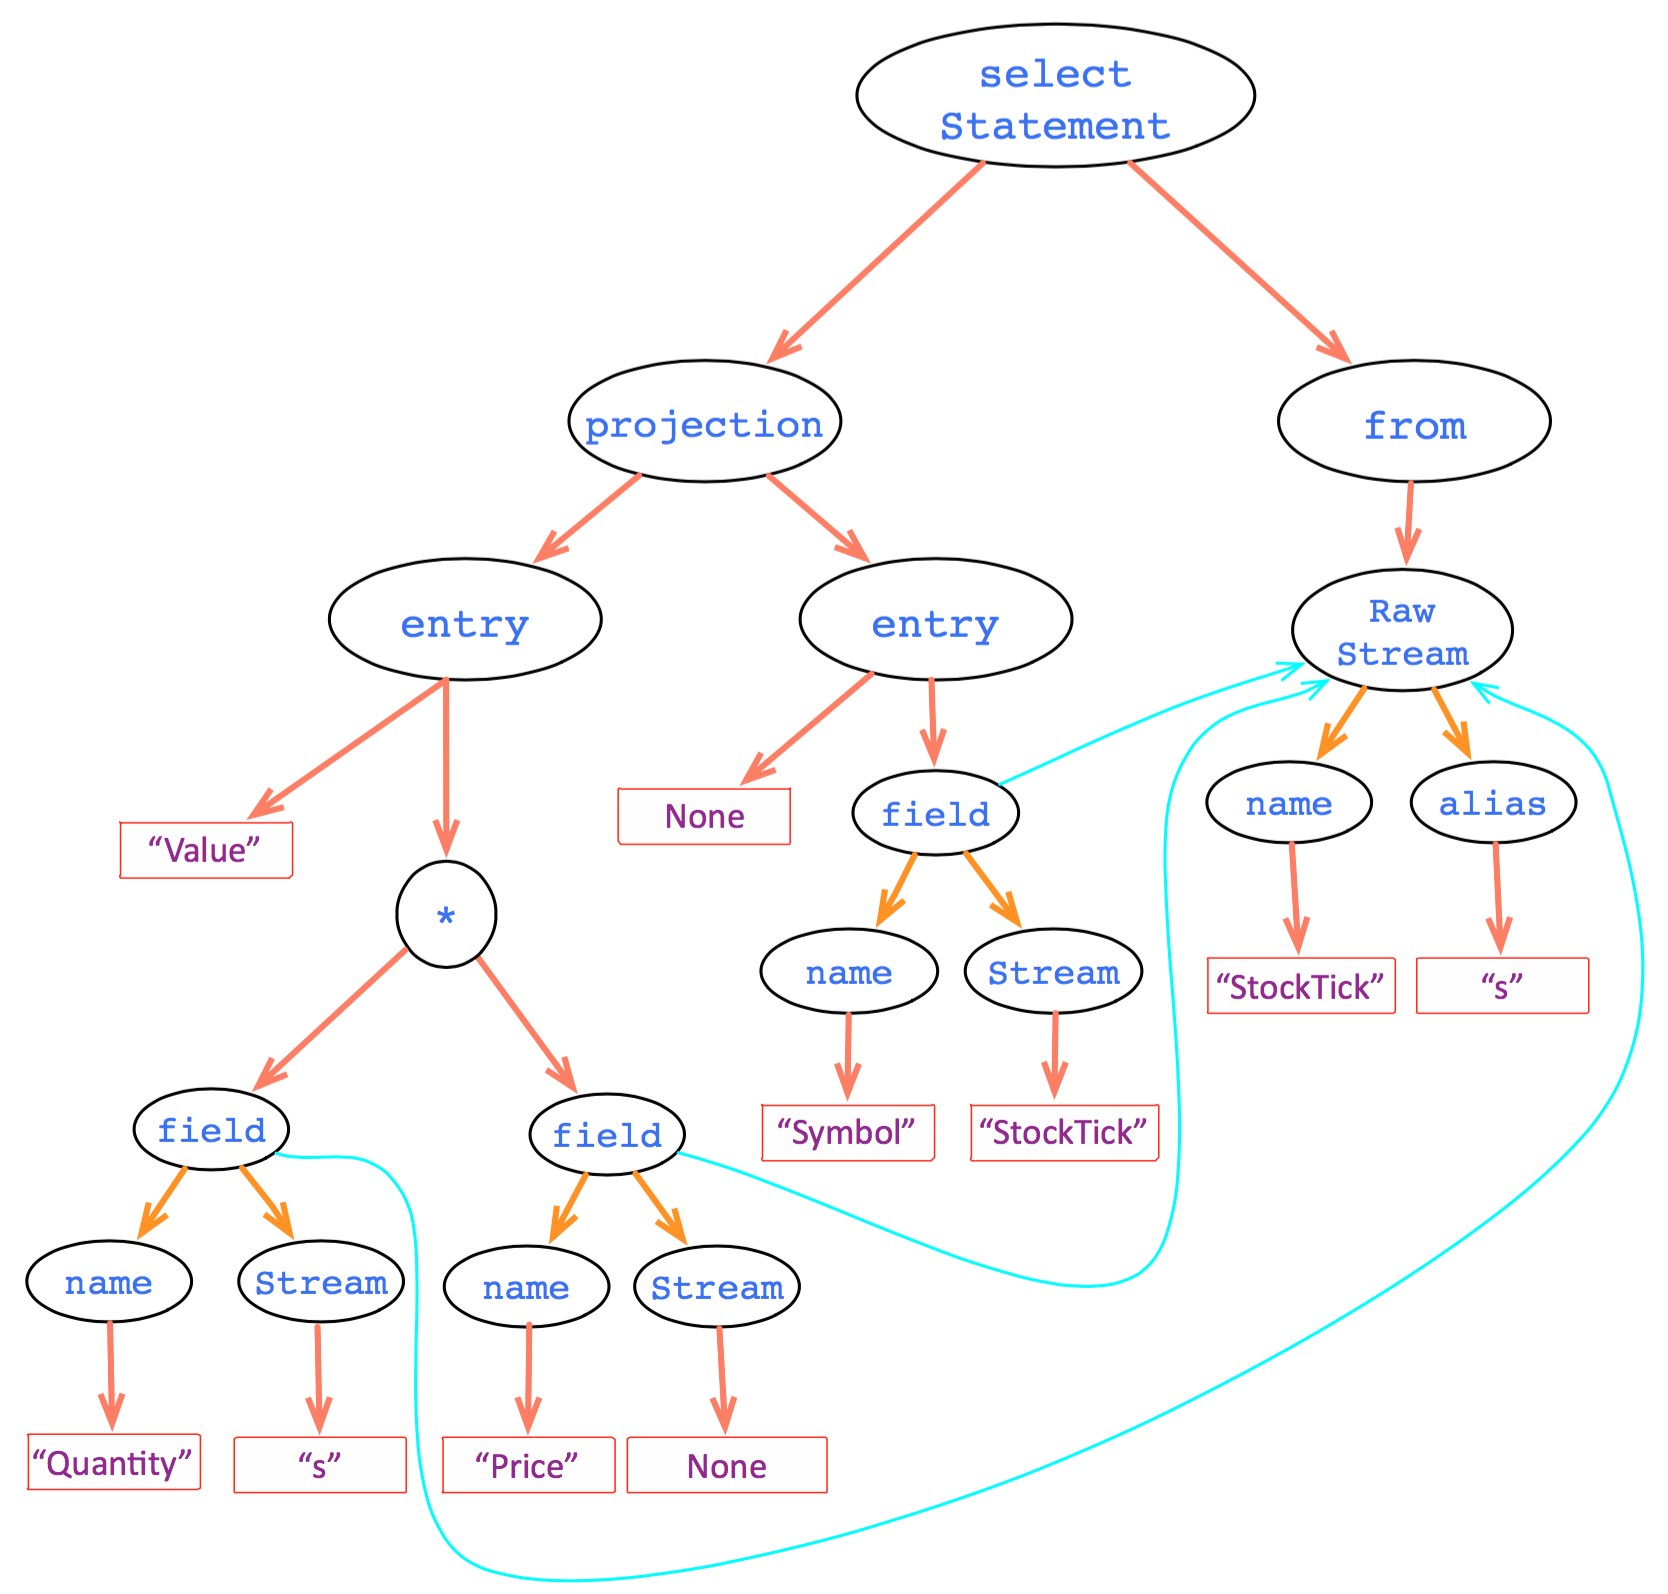 select
Statement
projection
from
entry
entry
Raw
Stream
“Value”
None
field
name
alias
*
name
Stream
“StockTick”
“s”
field
field
“Symbol”
“StockTick”
name
Stream
name
Stream
“Quantity”
“s”
“Price”
None